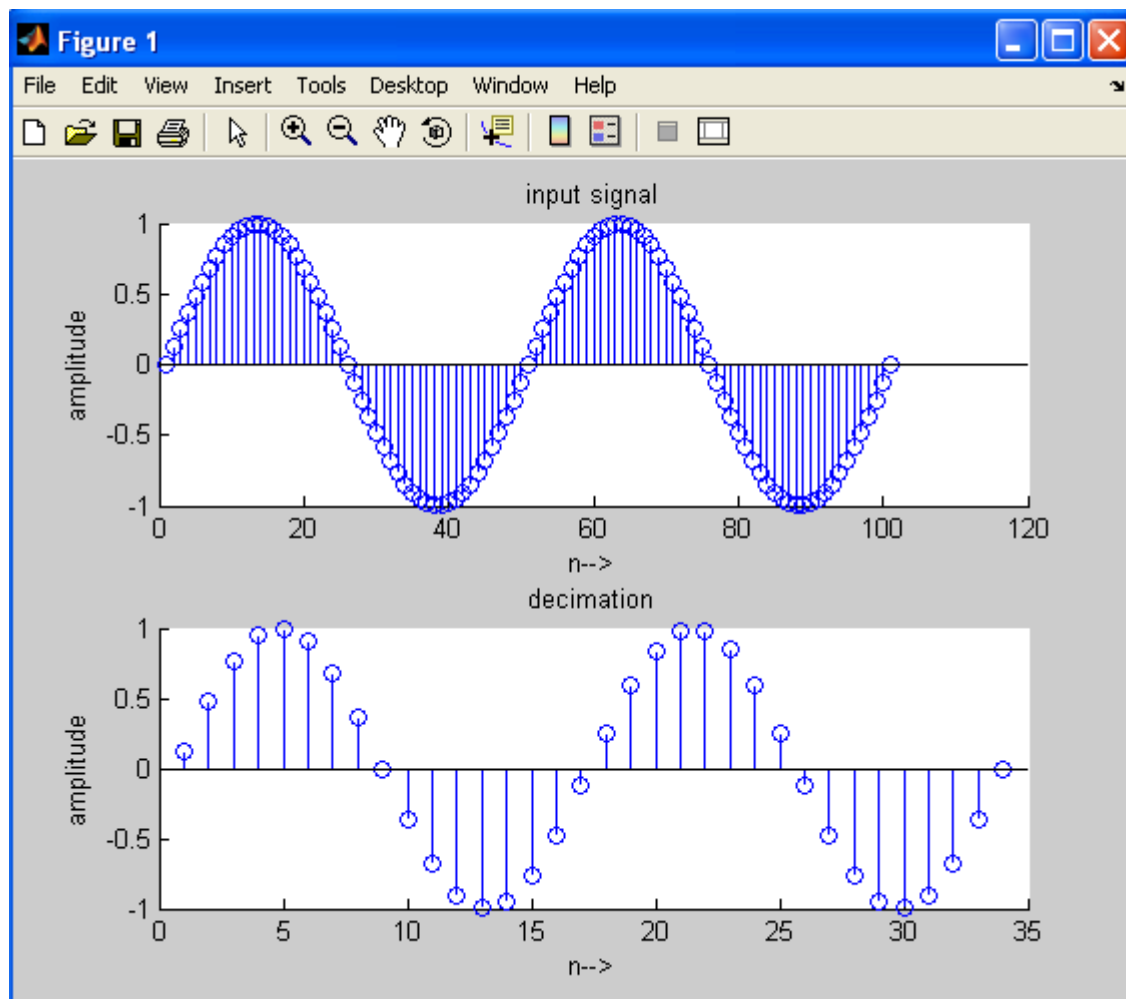 Figure 1
File Edit View Insert Tools Desktop Window Help
input signal
1
0.5
0
-0.5
-1
amplitude
0 20 40 60 80 100 120
n-->
decimation
1
0.5
0
-0.5
-1
amplitude
0 5 10 15 20 25 30 35
n-->